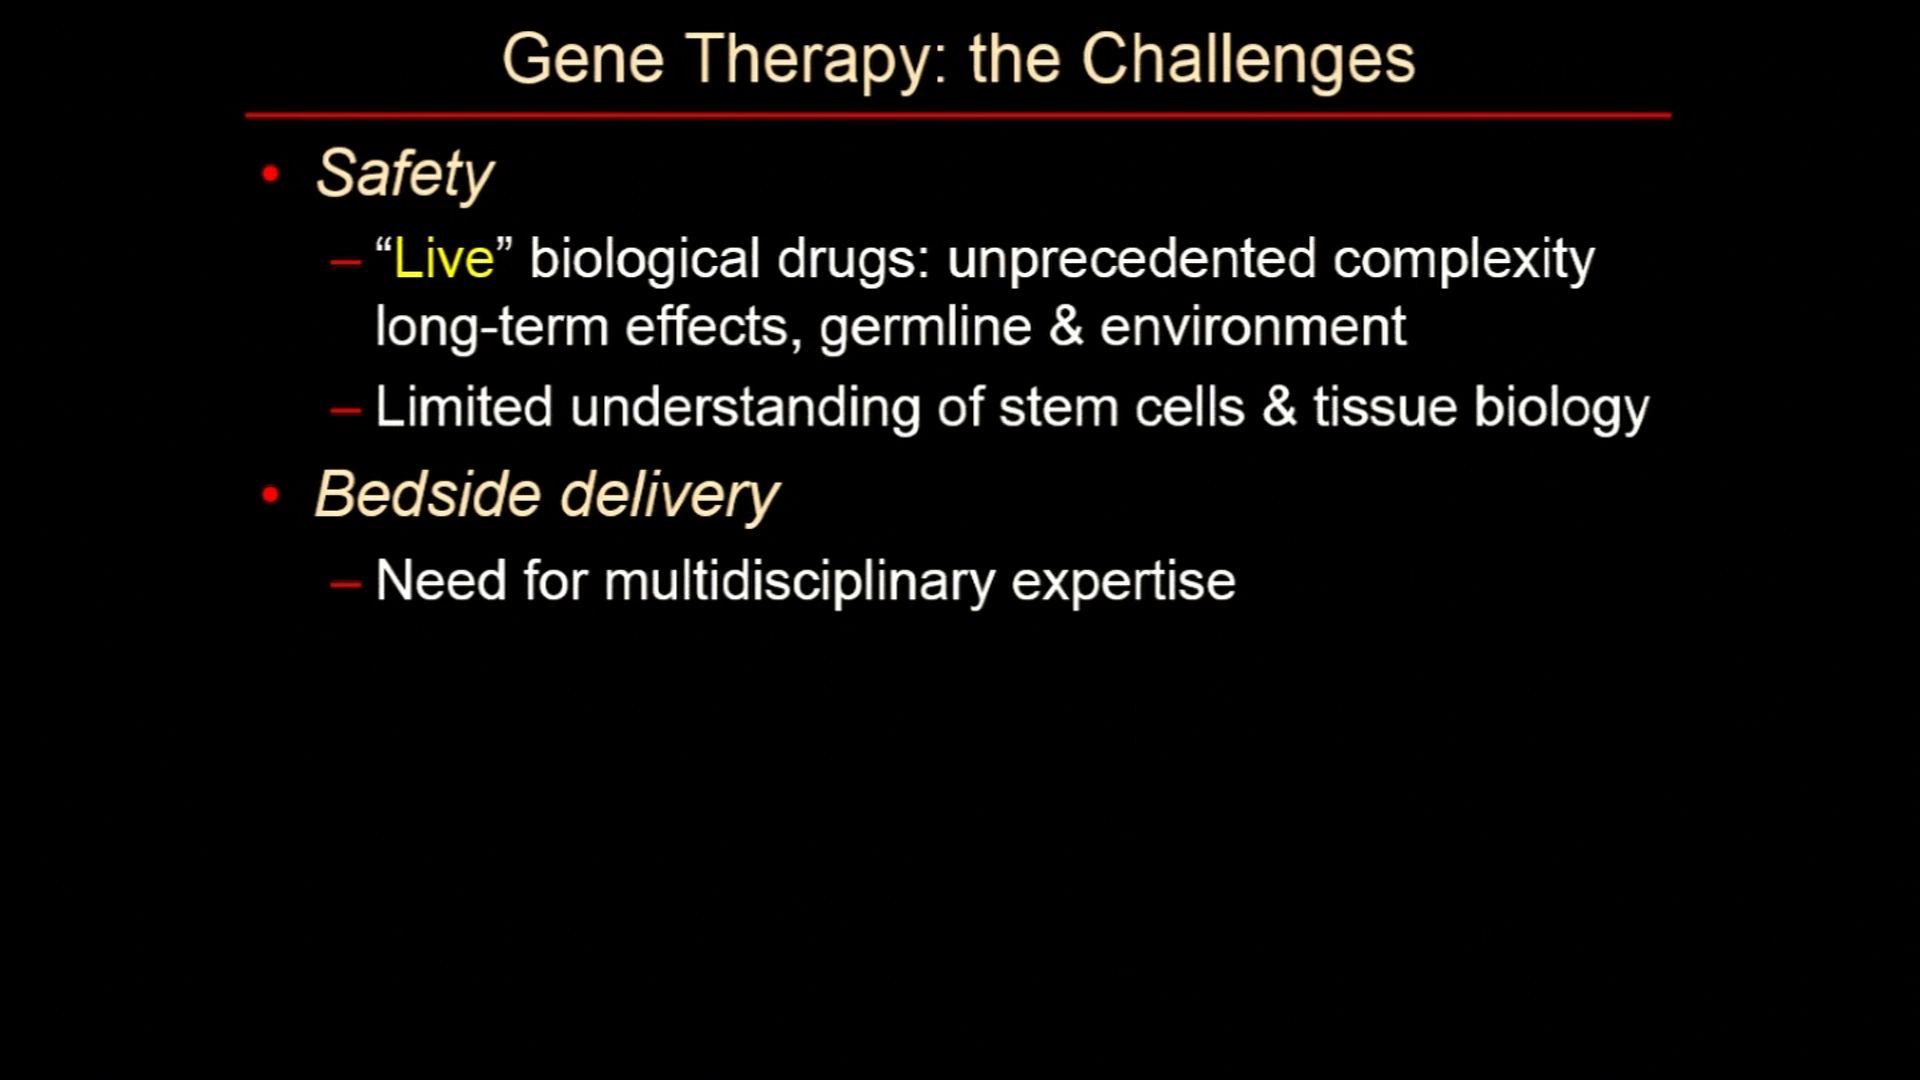 Gene Therapy: the Challenges
• Safety
– “Live” biological drugs: unprecedented complexity
long-term effects, germline & environment
– Limited understanding of stem cells & tissue biology
• Bedside delivery
– Need for multidisciplinary expertise